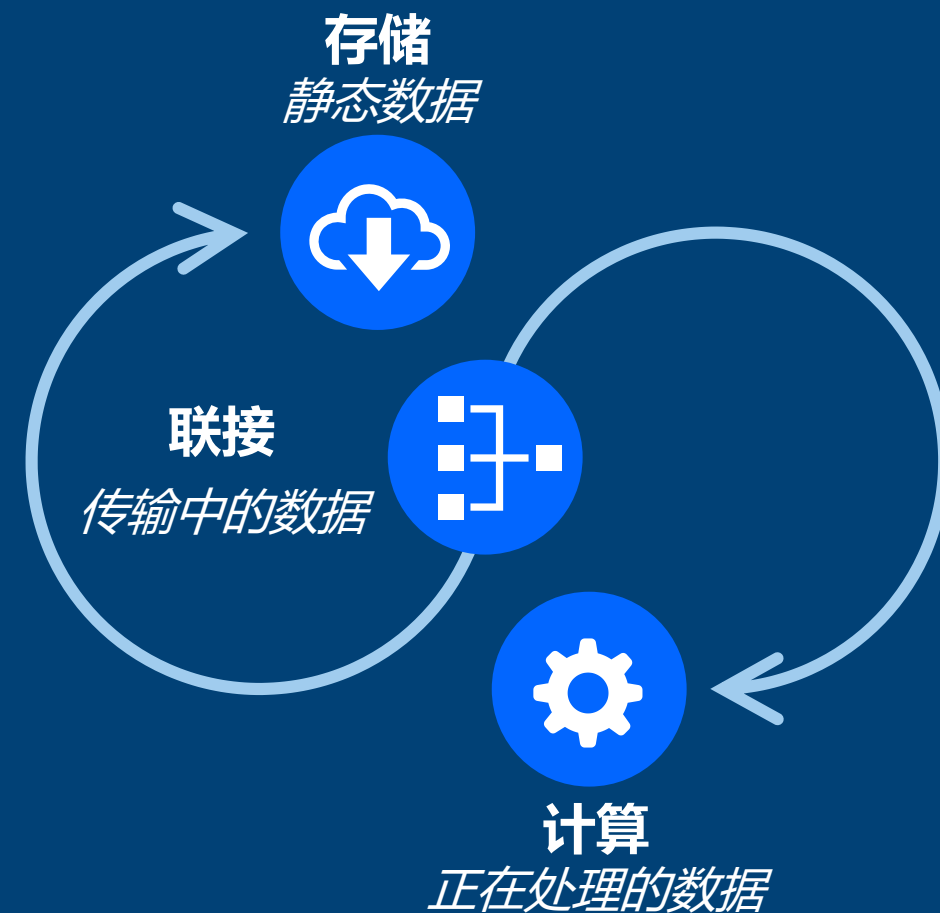 存储
静态数据
联接
传输中的数据
计算
正在处理的数据